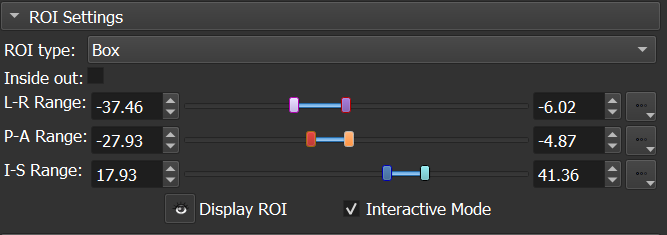 ROI Settings
ROI type: Box
Inside out:
L-R Range: -37.46 -6.02
P-A Range: -27.93 -4.87
I-S Range: 17.93 41.36
Display ROI Interactive Mode